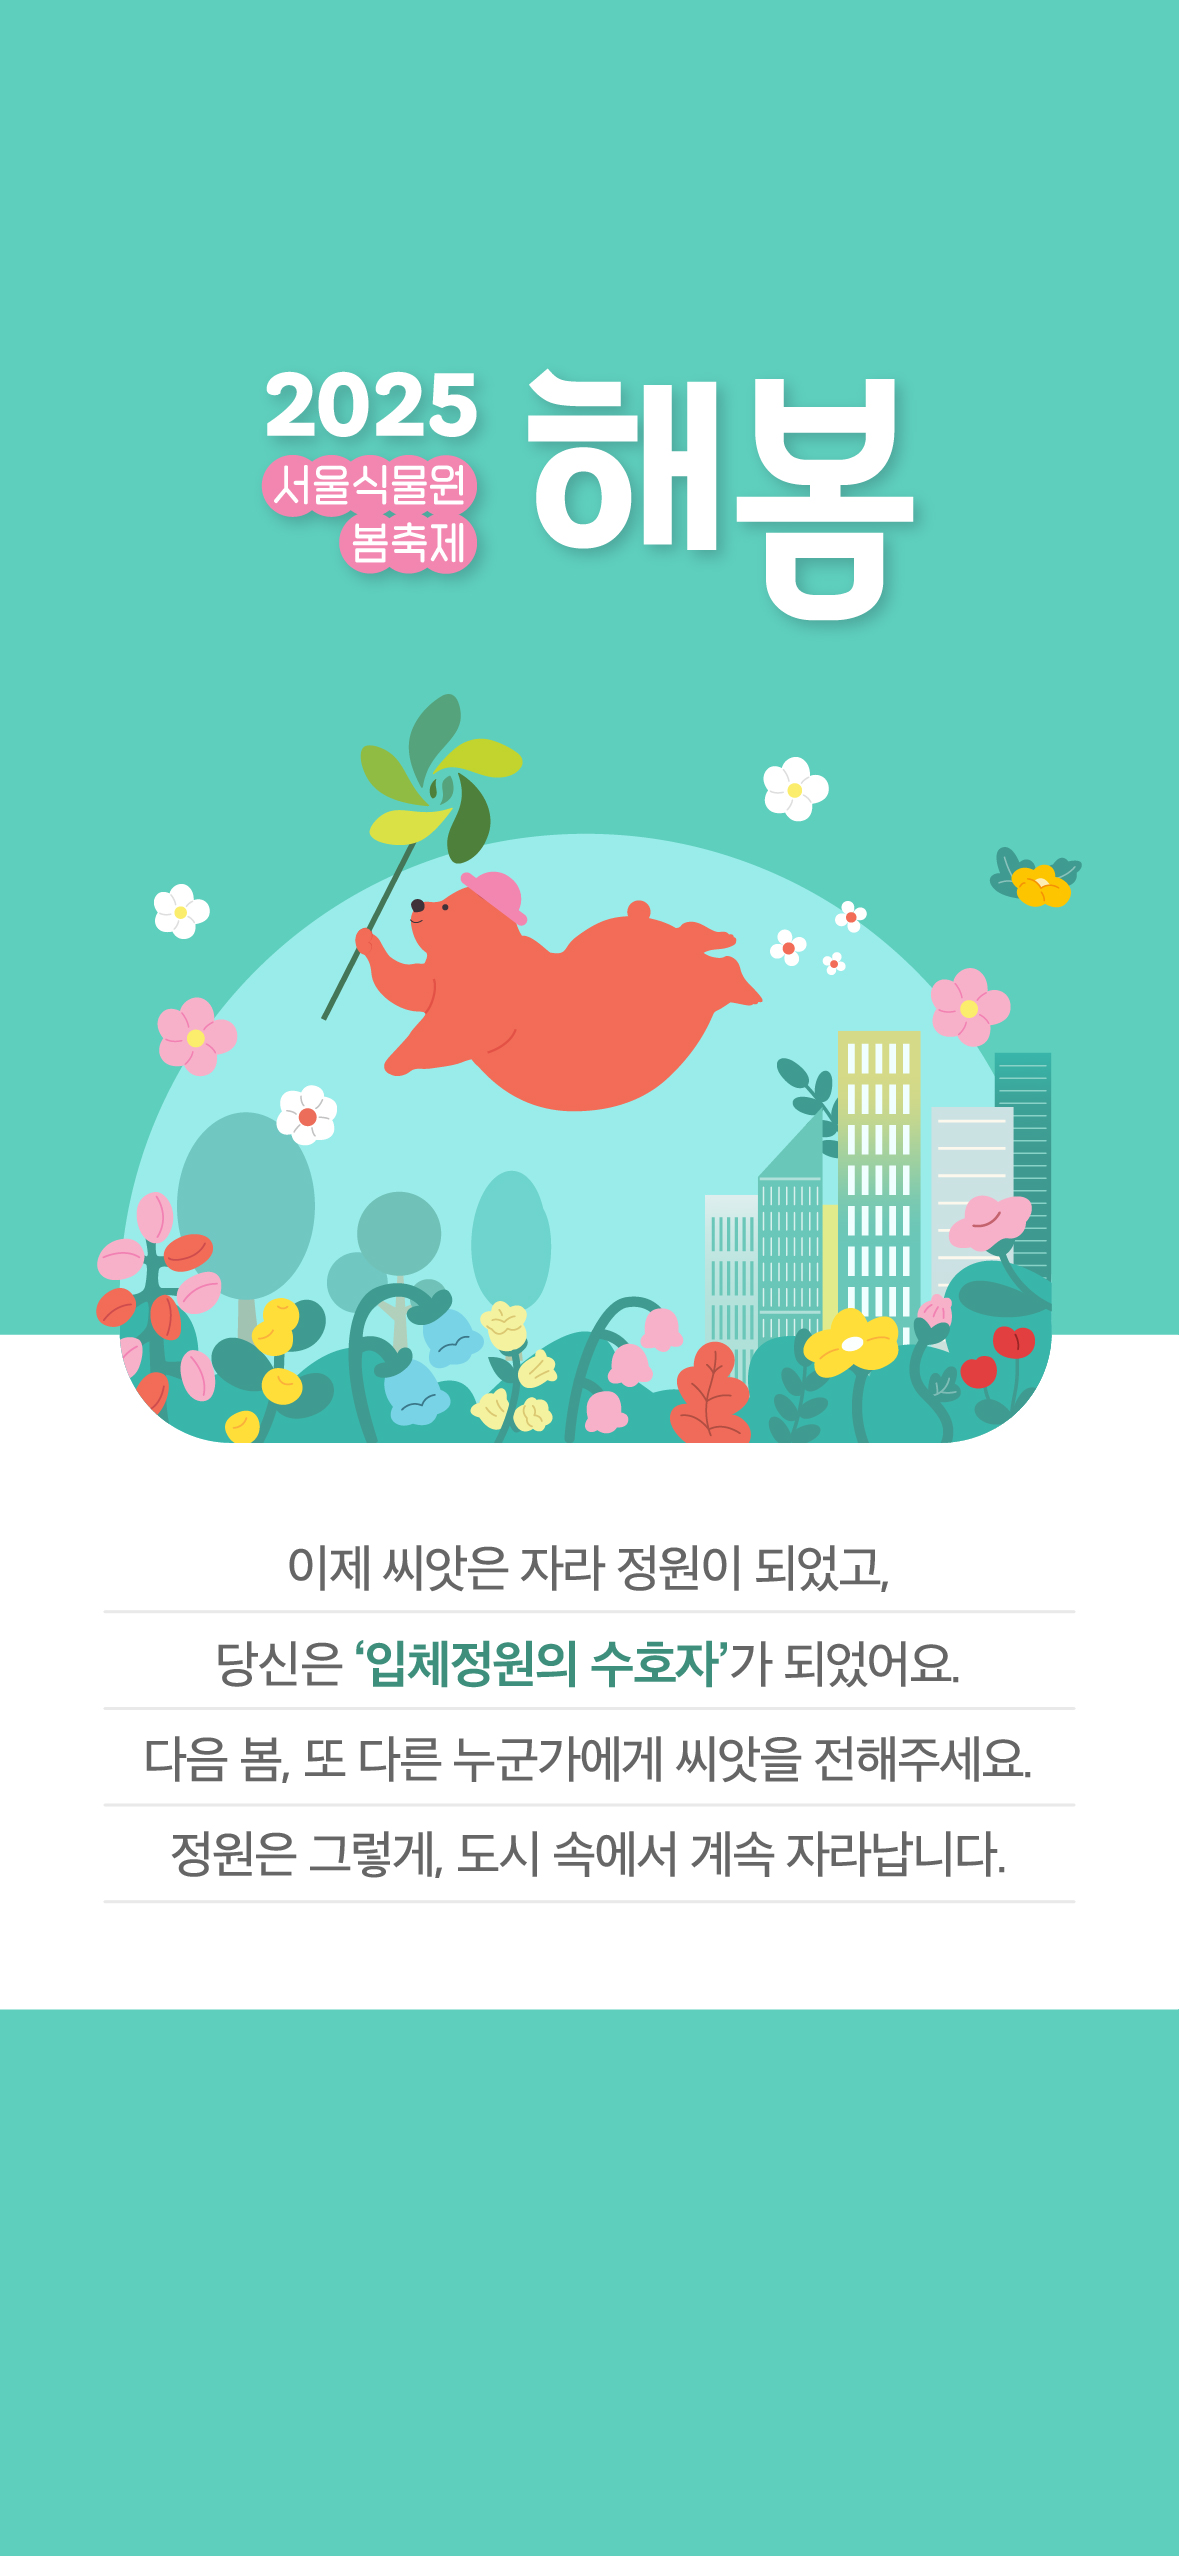 2025
서울식물원
봄축제
해봄
이제 씨앗은 자라 정원이 되었고,
당신은 ‘입체정원의 수호자’가 되었어요.
다음 봄, 또 다른 누군가에게 씨앗을 전해주세요.
정원은 그렇게, 도시 속에서 계속 자라납니다.